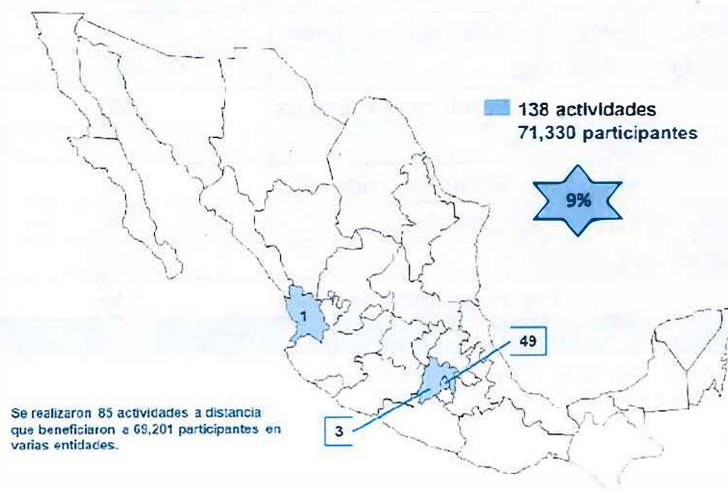 138 actividades
71,330 participantes
9%
1
49
3
Se realizaron 85 actividades a distancia
que beneficiaron a 69,201 participantes en
varias entidades.